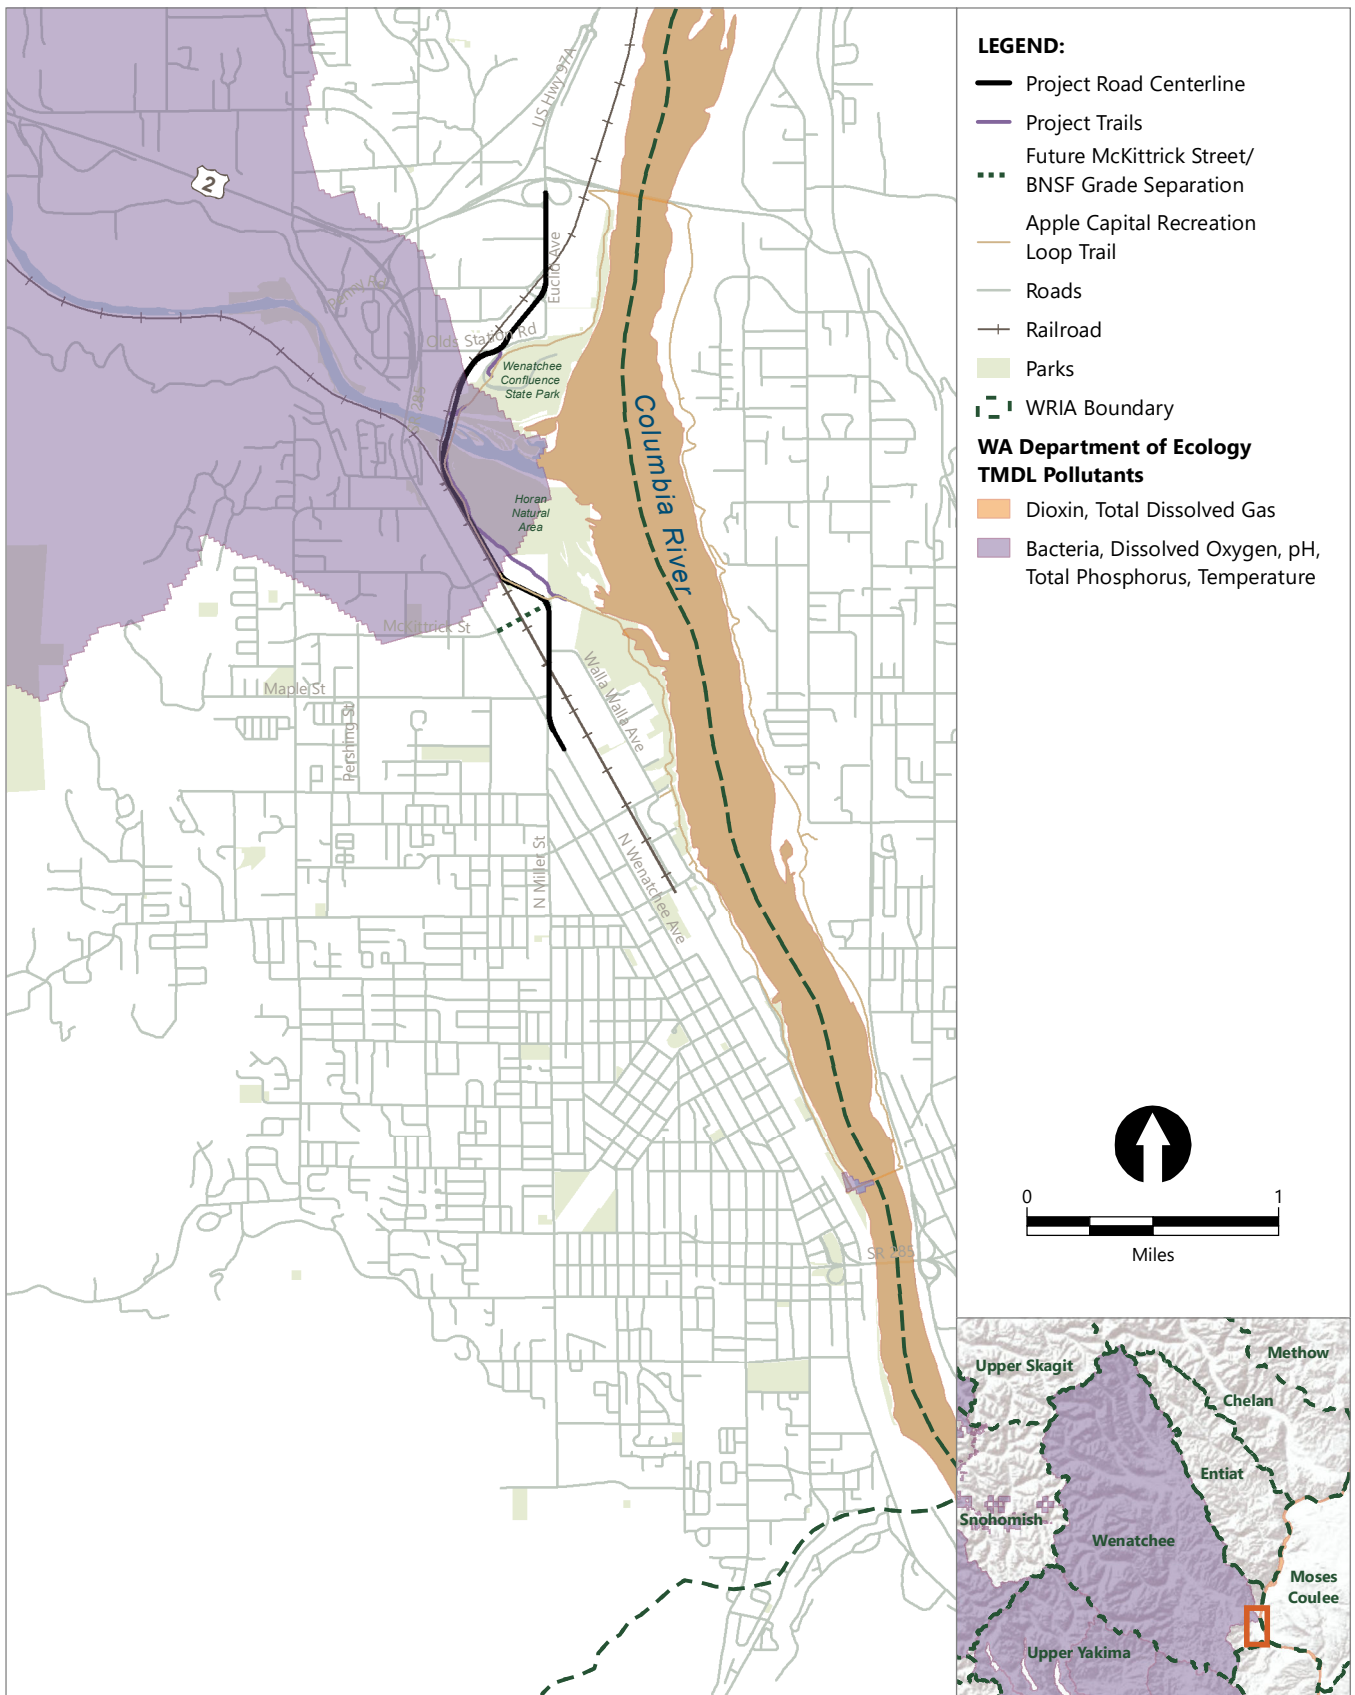 US Hwy 97A
2
Euclid Ave
Penny Rd
Olds Station Rd
SR 285
Wenatchee
Confluence
State Park
Columbia River
Horan
Natural
Area
McKittrick St
Maple St
Pershing St
Walla Walla Ave
N Miller St
N Wenatchee Ave
SR 285
LEGEND:
Project Road Centerline
Project Trails
Future McKittrick Street/
BNSF Grade Separation
Apple Capital Recreation
Loop Trail
Roads
Railroad
Parks
WRIA Boundary
WA Department of Ecology
TMDL Pollutants
Dioxin, Total Dissolved Gas
Bacteria, Dissolved Oxygen, pH,
Total Phosphorus, Temperature
0 1
Miles
Upper Skagit
Methow
Chelan
Entiat
Snohomish
Wenatchee
Moses
Coulee
Upper Yakima